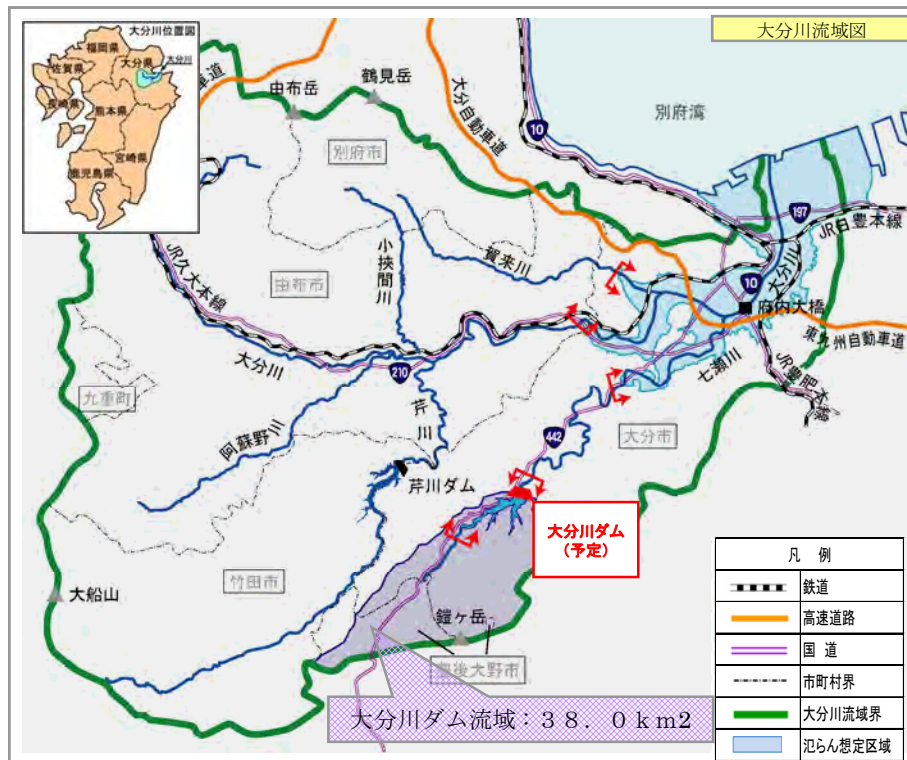 大分川流域図
大分川位置図
福岡県
大分県
大分川
佐賀県
長崎県
熊本県
宮崎県
鹿児島県
車道
由布岳
鶴見岳
大分自動車道
別府湾
10
別府市
197
JR日豊本線
小挾間川
賀来川
大分川
10
JR久大本線
由布市
府内大橋
東九州自動車道
大分川
210
七瀬川
JR豊肥本線
九重町
芹川
阿蘇野川
442
大分市
芹川ダム
大分川ダム
(予定)
竹田市
大船山
鎧ヶ岳
豊後大野市
大分川ダム流域:38.0km2
凡 例
鉄道
高速道路
国 道
市町村界
大分川流域界
氾らん想定区域